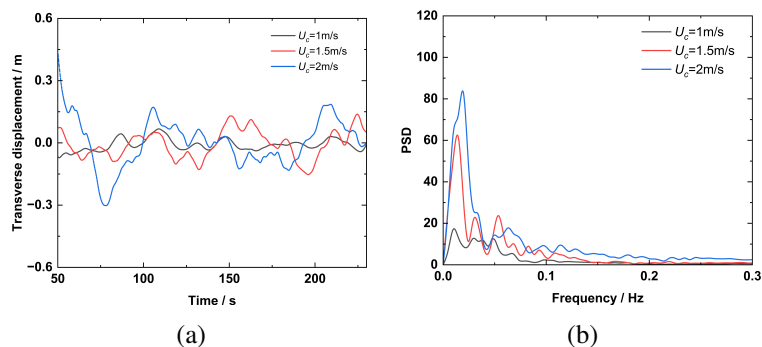 0.6
0.3
0.0
-0.3
-0.6
50
100
150
200
Transverse displacement / m
Time / s
Uc=1m/s
Uc=1.5m/s
Uc=2m/s
(a)
120
100
80
60
40
20
0
0.0
0.1
0.2
0.3
PSD
Frequency / Hz
Uc=1m/s
Uc=1.5m/s
Uc=2m/s
(b)